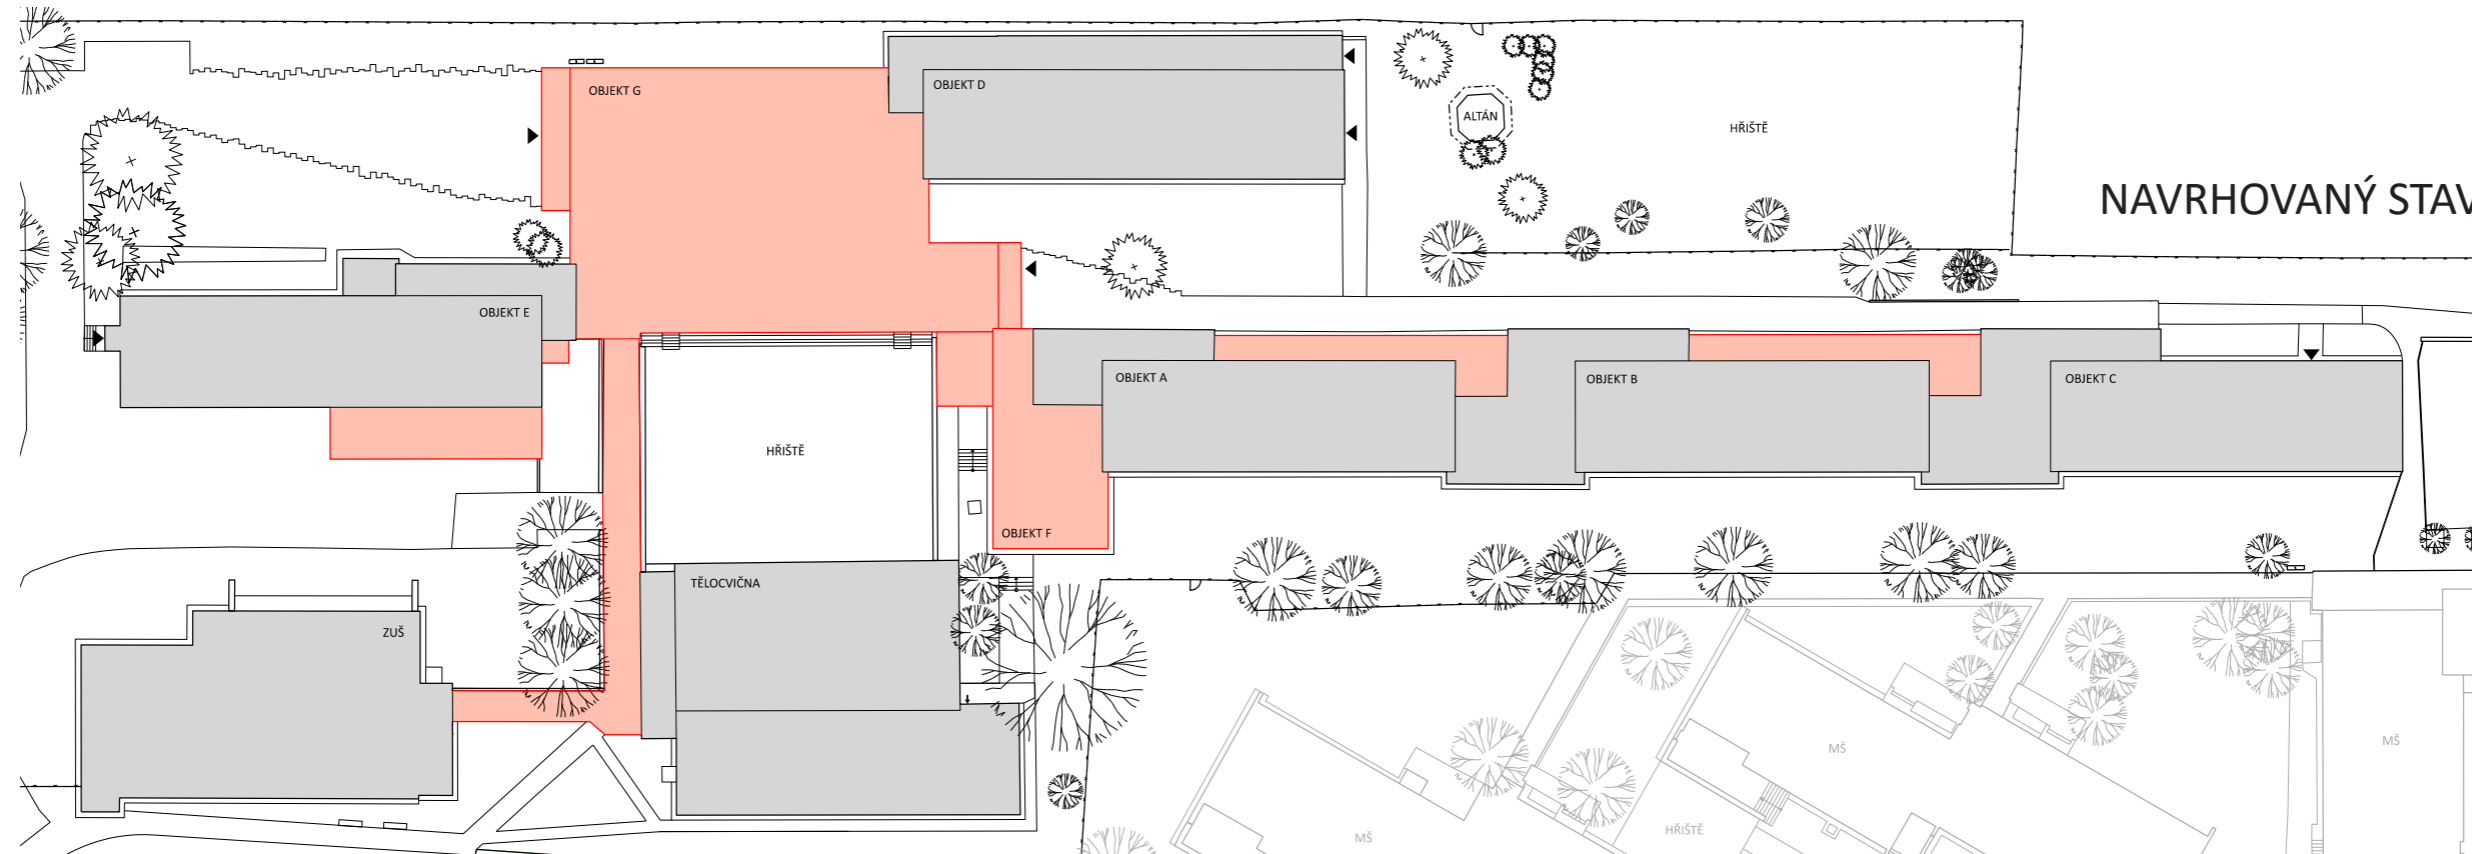 OBJEKT G
OBJEKT D
ALTÁN
HŘIŠTĚ
NAVRHOVANÝ STAV
OBJEKT E
OBJEKT A
OBJEKT B
OBJEKT C
HŘIŠTĚ
OBJEKT F
TĚLOCVIČNA
ZUŠ
MŠ
MŠ
HŘIŠTĚ
MŠ